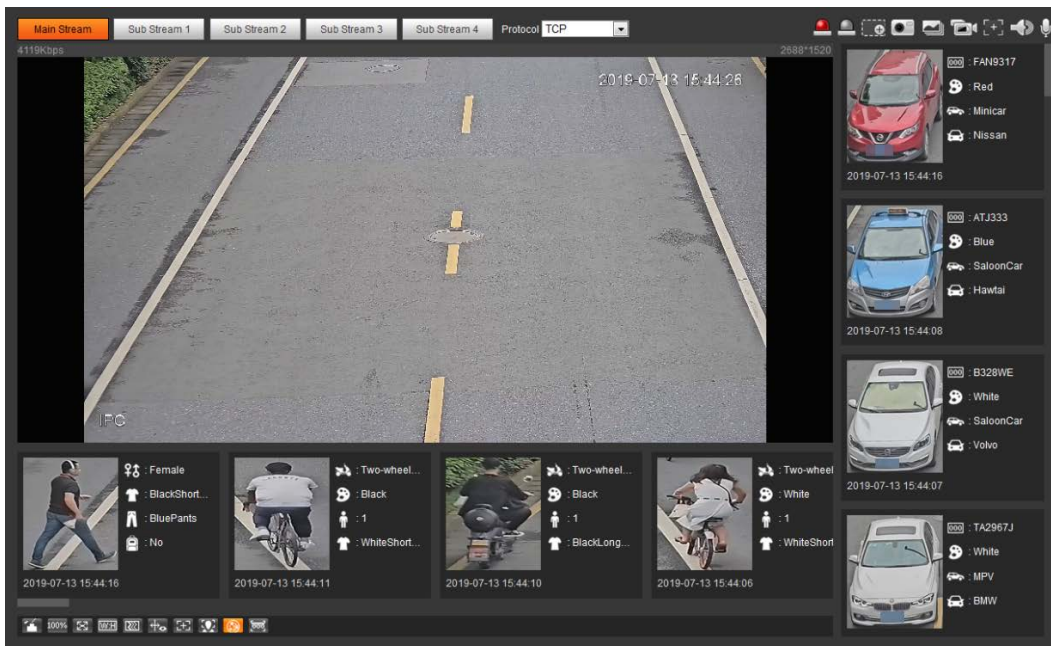 Main Stream
Sub Stream 1
Sub Stream 2
Sub Stream 3
Sub Stream 4
Protocol TCP
4119Kbps
2688*1520
2019-07-13 15:44:26
IPC
: FAN9317
: Red
: Minicar
: Nissan
2019-07-13 15:44:16
: ATJ333
: Blue
: SaloonCar
: Hawtai
2019-07-13 15:44:08
: B328WE
: White
: SaloonCar
: Volvo
2019-07-13 15:44:07
: TA2967J
: White
: MPV
: BMW
: Female
: BlackShort...
: BluePants
: No
2019-07-13 15:44:16
: Two-wheel...
: Black
: 1
: WhiteShort...
2019-07-13 15:44:11
: Two-wheel...
: Black
: 1
: BlackLong...
2019-07-13 15:44:10
: Two-wheel
: White
: 1
: WhiteShort
2019-07-13 15:44:06
100%
W:H